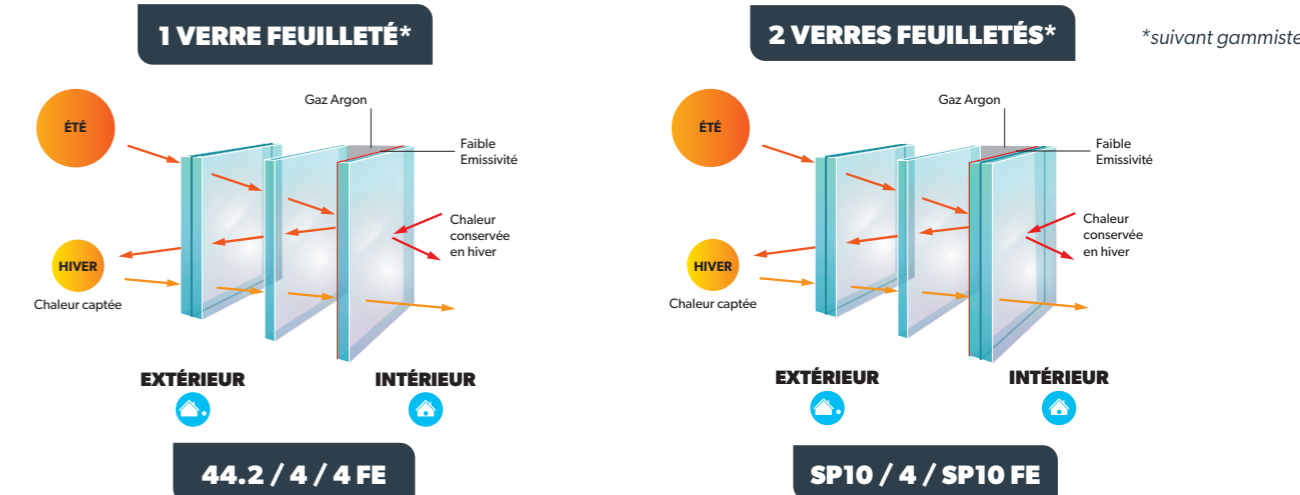 1 VERRE FEUILLETÉ*
ÉTÉ
Gaz Argon
Faible
Emissivité
Chaleur
conservée
en hiver
HIVER
Chaleur captée
EXTÉRIEUR
INTÉRIEUR
44.2 / 4 / 4 FE
2 VERRES FEUILLETÉS*
*suivant gammiste
ÉTÉ
Gaz Argon
Faible
Emissivité
Chaleur
conservée
en hiver
HIVER
Chaleur captée
EXTÉRIEUR
INTÉRIEUR
SP10 / 4 / SP10 FE